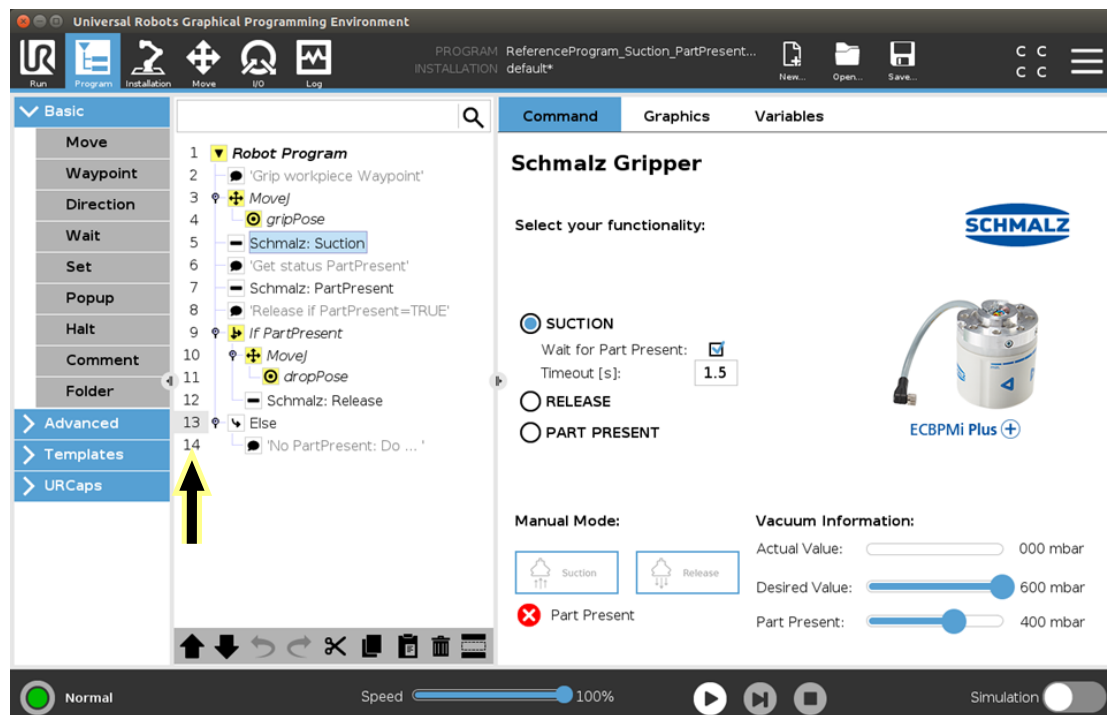 Universal Robots Graphical Programming Environment
Run
Program
Installation
Move
I/O
Log
PROGRAM ReferenceProgram_Suction_PartPresent...
INSTALLATION default*
New...
Open...
Save...
C C
C C
Basic
Move
Waypoint
Direction
Wait
Set
Popup
Halt
Comment
Folder
Advanced
Templates
URCaps
1 Robot Program
2 'Grip workpiece Waypoint'
3 MoveJ
4 gripPose
5 Schmalz: Suction
6 'Get status PartPresent'
7 Schmalz: PartPresent
8 'Release if PartPresent=TRUE'
9 If PartPresent
10 MoveJ
11 dropPose
12 Schmalz: Release
13 Else
14 'No PartPresent: Do ... '
Command Graphics Variables
Schmalz Gripper
Select your functionality:
SCHMALZ
SUCTION
Wait for Part Present:
Timeout [s]: 1.5
RELEASE
PART PRESENT
ECBPMi Plus +
Manual Mode:
Suction
Release
Part Present
Vacuum Information:
Actual Value: 000 mbar
Desired Value: 600 mbar
Part Present: 400 mbar
Normal
Speed 100%
Simulation